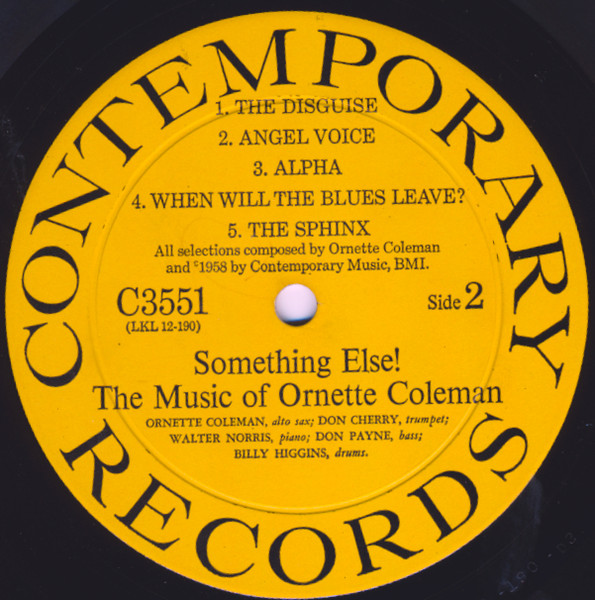 CONTEMPORARY
1. THE DISGUISE
2. ANGEL VOICE
3. ALPHA
4. WHEN WILL THE BLUES LEAVE?
5. THE SPHINX
All selections composed by Ornette Coleman
and ©1958 by Contemporary Music, BMI.
C3551
(LKL 12-190)
Side 2
Something Else!
The Music of Ornette Coleman
ORNETTE COLEMAN, alto sax; DON CHERRY, trumpet;
WALTER NORRIS, piano; DON PAYNE, bass;
BILLY HIGGINS, drums.
RECORDS